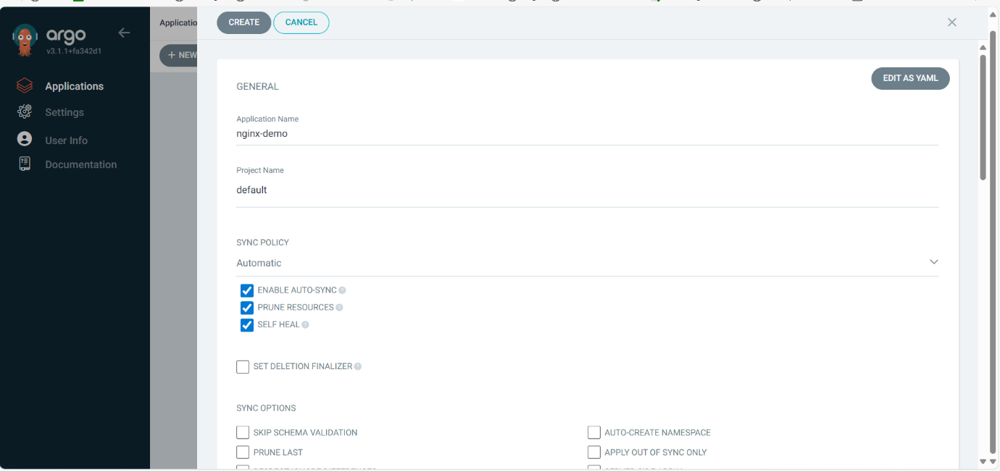 argo
v3.1.1+fa342d1
Applications
Settings
User Info
Documentation
Applicatio
+ NEW
CREATE
CANCEL
EDIT AS YAML
GENERAL
Application Name
nginx-demo
Project Name
default
SYNC POLICY
Automatic
ENABLE AUTO-SYNC
PRUNE RESOURCES
SELF HEAL
SET DELETION FINALIZER
SYNC OPTIONS
SKIP SCHEMA VALIDATION
AUTO-CREATE NAMESPACE
PRUNE LAST
APPLY OUT OF SYNC ONLY